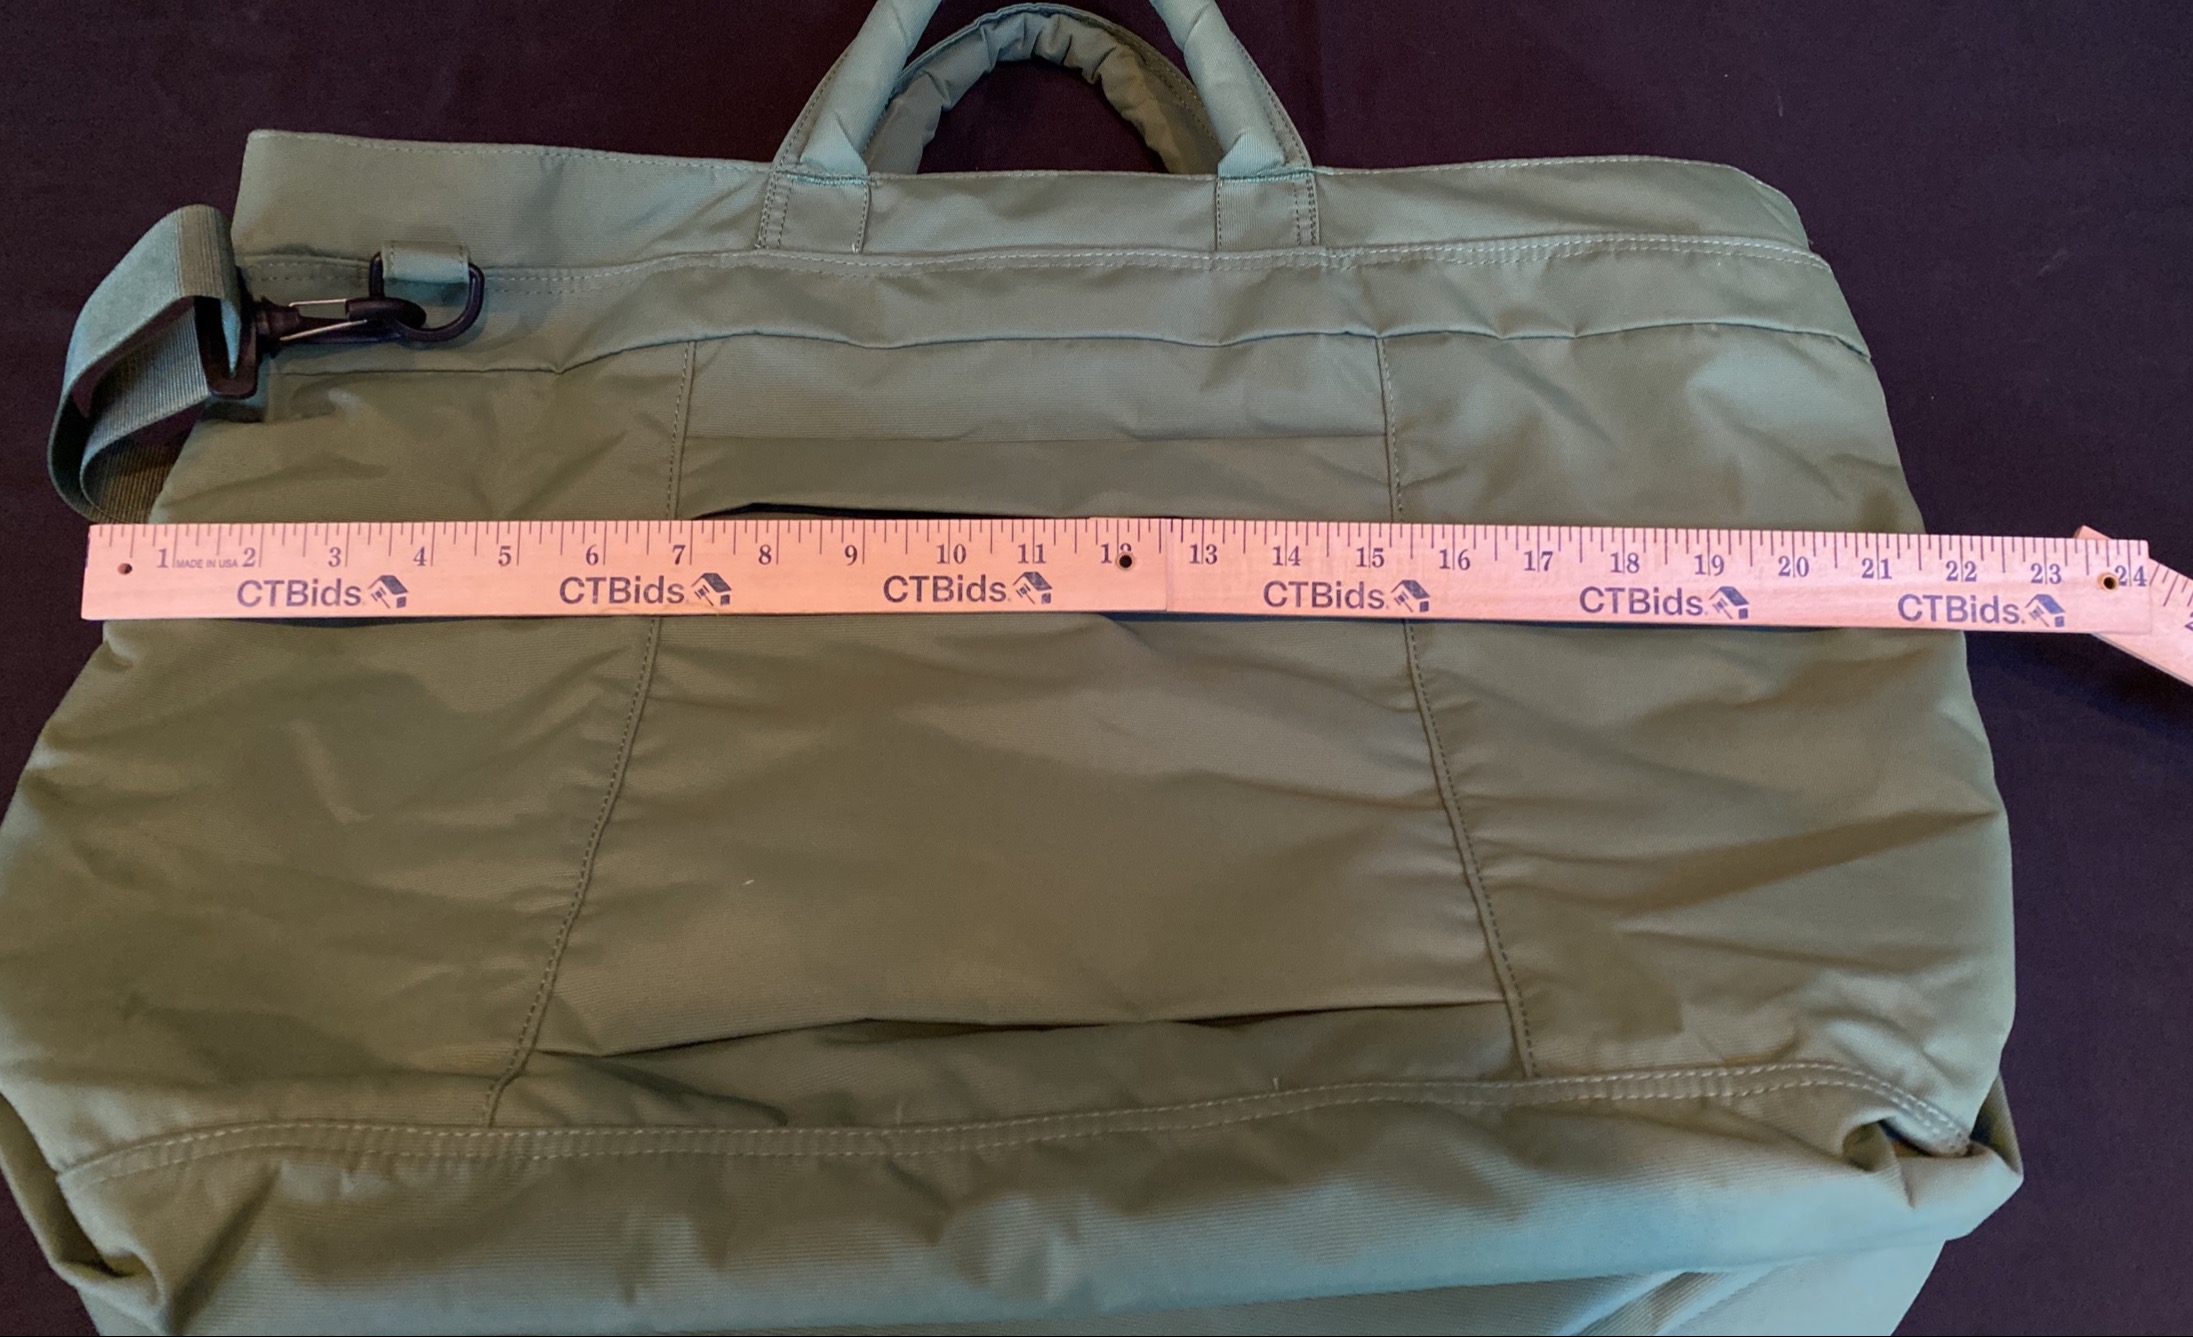 1 MADE IN USA 2 3 4 5 6 7 8 9 10 11 12 13 14 15 16 17 18 19 20 21 22 23 24
CTBids. CTBids. CTBids. CTBids. CTBids. CTBids.